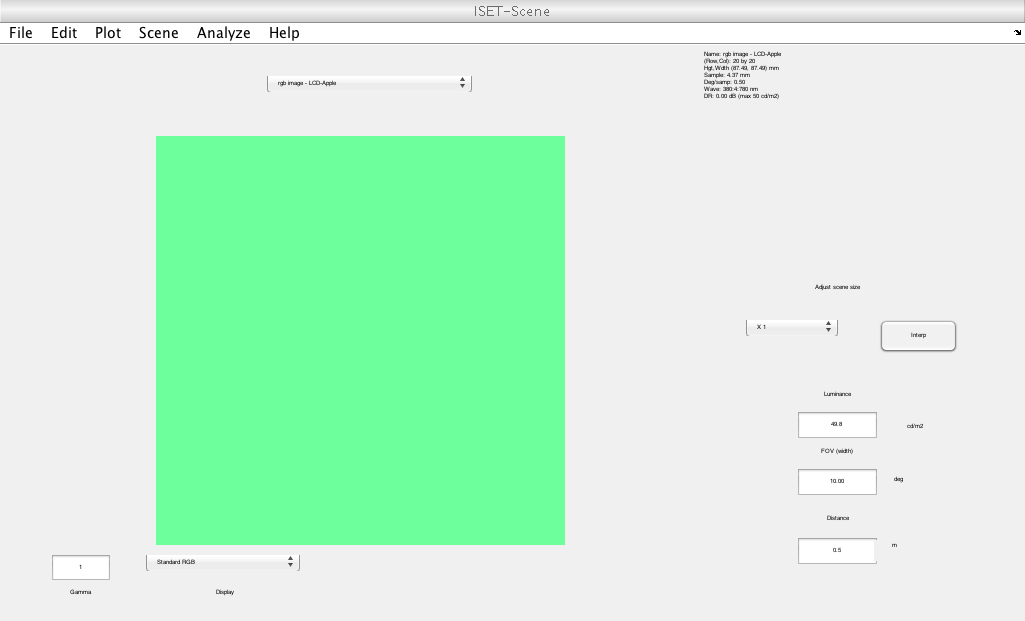 ISET-Scene
File Edit Plot Scene Analyze Help
rgb image - LCD-Apple
Name: rgb image - LCD-Apple
(Row,Col): 20 by 20
Hgt,Wdth (87.49, 87.49) mm
Sample: 4.37 mm
Deg/samp: 0.50
Wave: 380:4:780 nm
DR: 0.00 dB (max 50 cd/m2)
Adjust scene size
X 1
Interp
Luminance
49.8 cd/m2
FOV (width)
10.00 deg
Distance
0.5 m
1
Standard RGB
Gamma
Display